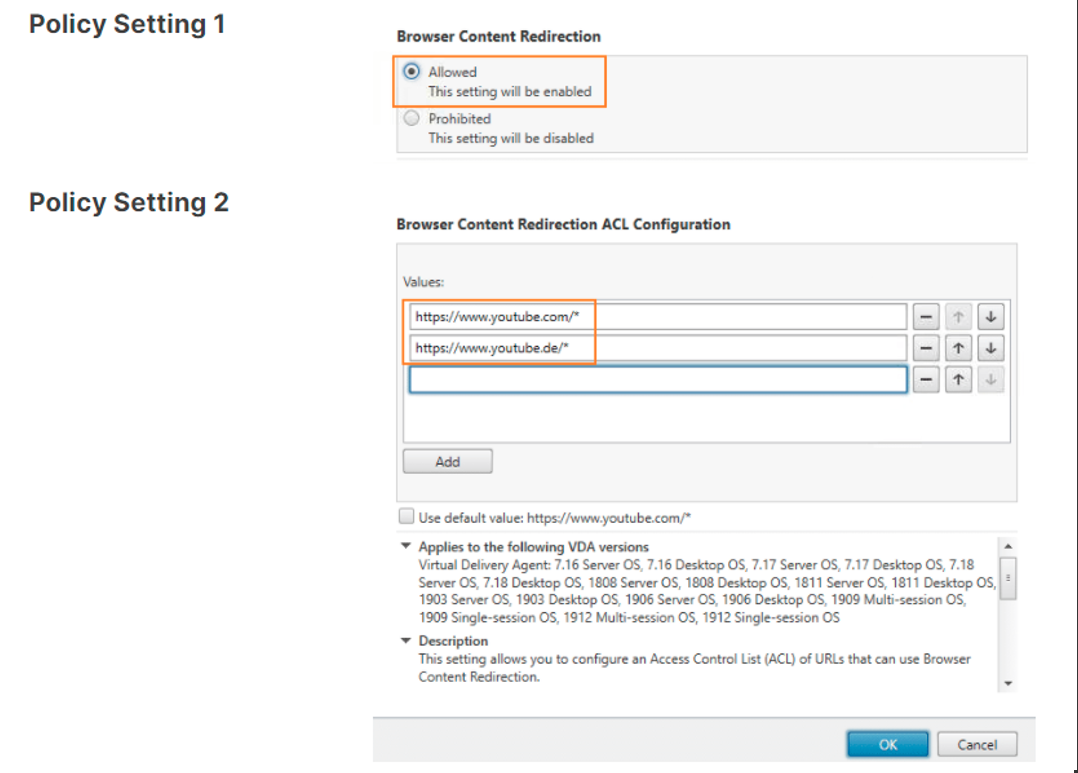 Policy Setting 1
Browser Content Redirection
Allowed
This setting will be enabled
Prohibited
This setting will be disabled
Policy Setting 2
Browser Content Redirection ACL Configuration
Values:
https://www.youtube.com/*
https://www.youtube.de/*
Add
Use default value: https://www.youtube.com/*
Applies to the following VDA versions
Virtual Delivery Agent: 7.16 Server OS, 7.16 Desktop OS, 7.17 Server OS, 7.17 Desktop OS, 7.18
Server OS, 7.18 Desktop OS, 1808 Server OS, 1808 Desktop OS, 1811 Server OS, 1811 Desktop OS,
1903 Server OS, 1903 Desktop OS, 1906 Server OS, 1906 Desktop OS, 1909 Multi-session OS,
1909 Single-session OS, 1912 Multi-session OS, 1912 Single-session OS
Description
This setting allows you to configure an Access Control List (ACL) of URLs that can use Browser
Content Redirection.
OK
Cancel